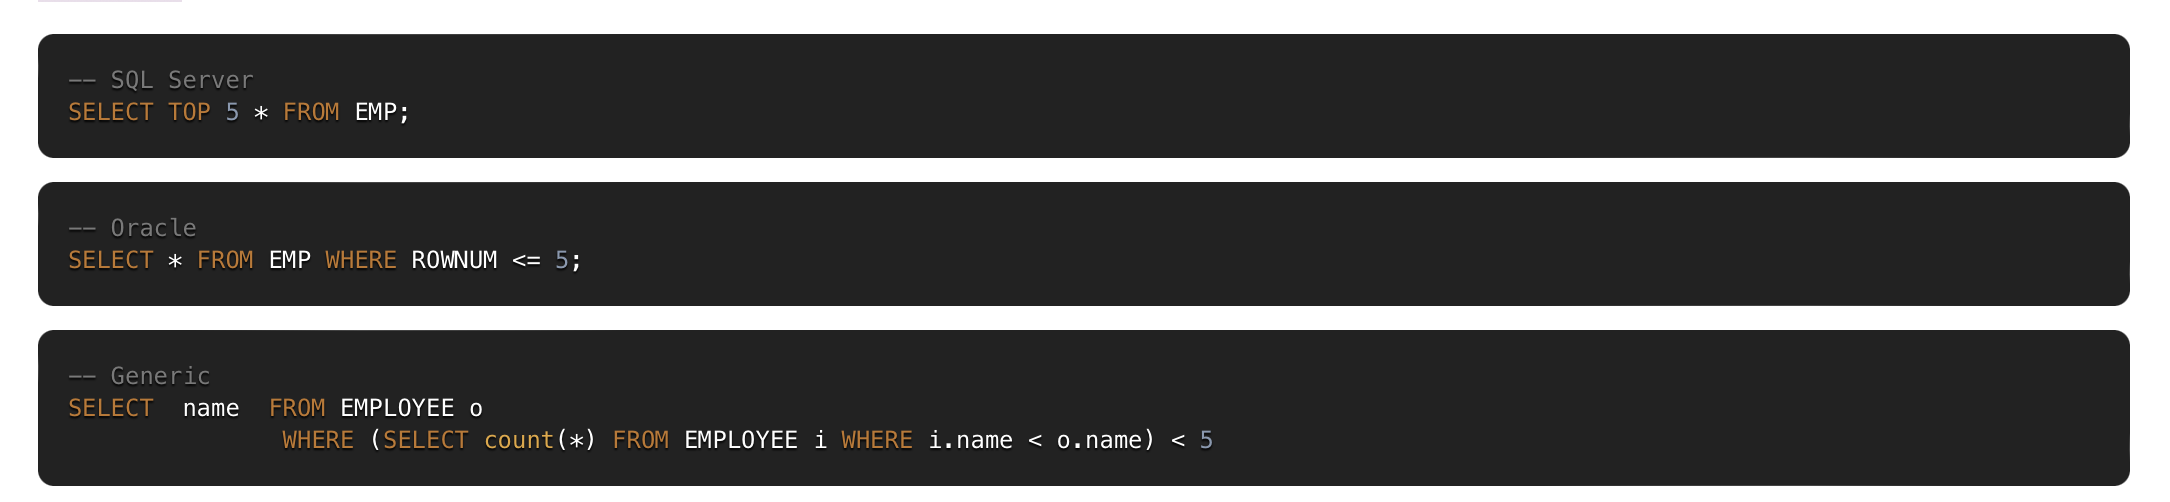 -- SQL Server
SELECT TOP 5 * FROM EMP;
-- Oracle
SELECT * FROM EMP WHERE ROWNUM <= 5;
-- Generic
SELECT  name  FROM EMPLOYEE o
               WHERE (SELECT count(*) FROM EMPLOYEE i WHERE i.name < o.name) < 5